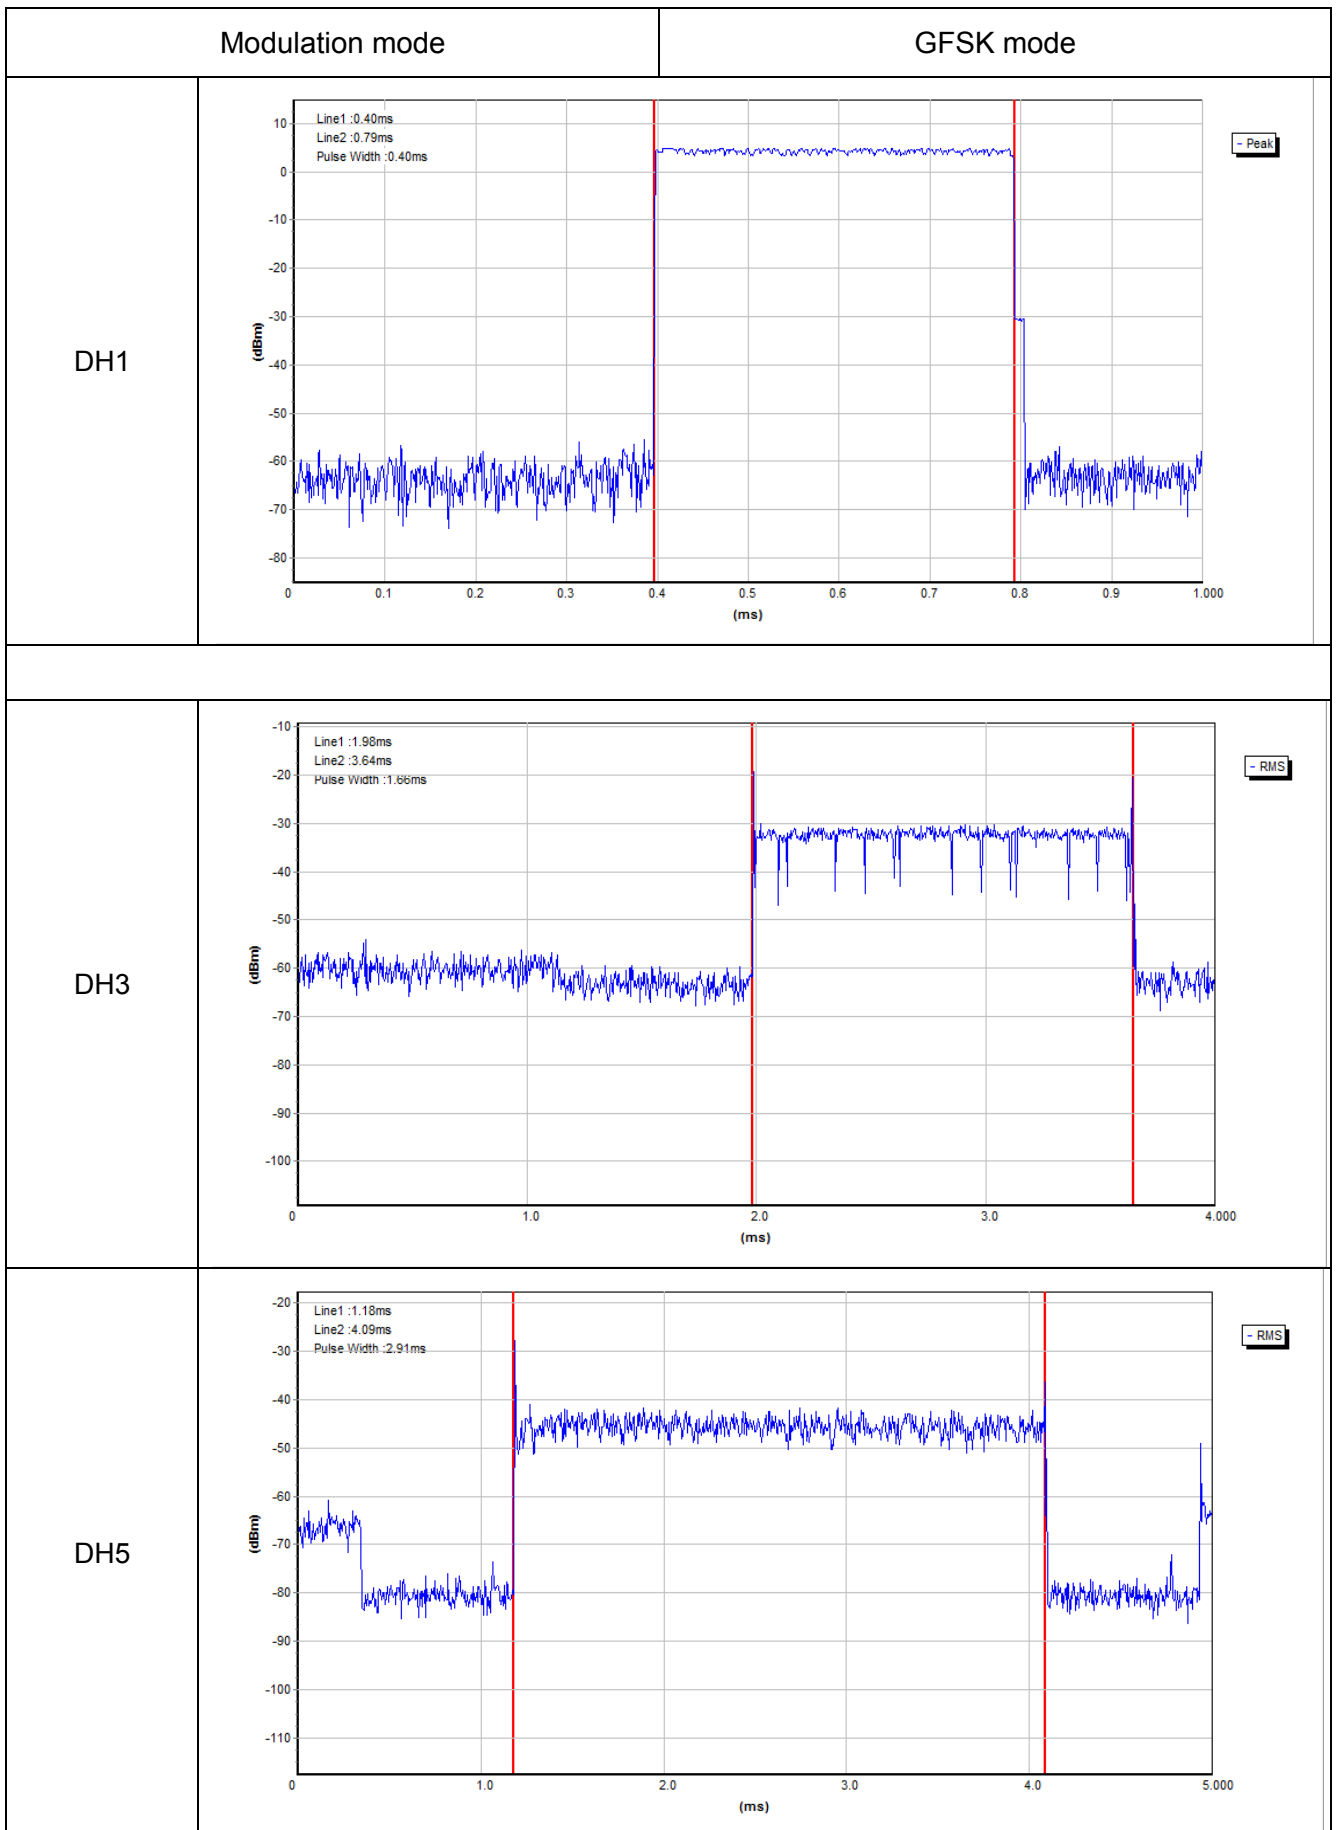 Modulation mode
GFSK mode
DH1
Line1 :0.40ms
Line2 :0.79ms
Pulse Width :0.40ms
- Peak
10
0
-10
-20
-30
-40
-50
-60
-70
-80
(dBm)
0 0.1 0.2 0.3 0.4 0.5 0.6 0.7 0.8 0.9 1.000
(ms)
DH3
Line1 :1.98ms
Line2 :3.64ms
Pulse Width :1.66ms
- RMS
-10
-20
-30
-40
-50
-60
-70
-80
-90
-100
(dBm)
0 1.0 2.0 3.0 4.000
(ms)
DH5
Line1 :1.18ms
Line2 :4.09ms
Pulse Width :2.91ms
- RMS
-20
-30
-40
-50
-60
-70
-80
-90
-100
-110
(dBm)
0 1.0 2.0 3.0 4.0 5.000
(ms)